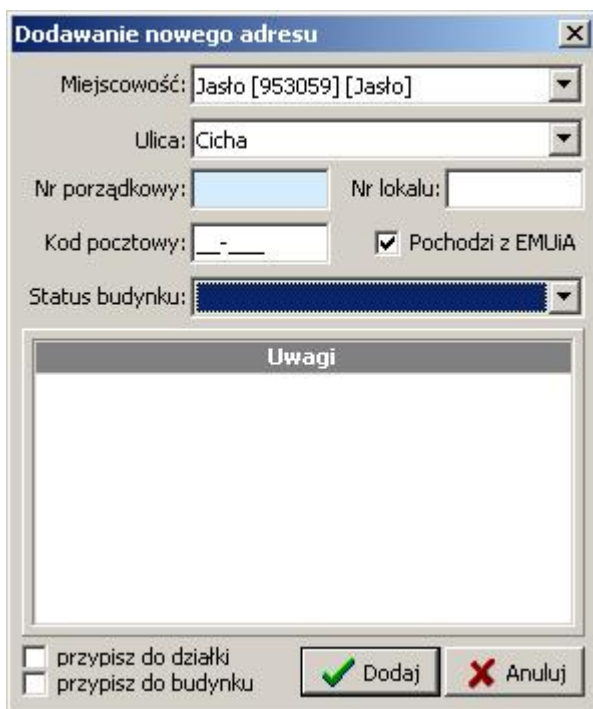 Dodawanie nowego adresu
Miejscowość: Jasło [953059] [Jasło]
Ulica: Cicha
Nr porządkowy: Nr lokalu:
Kod pocztowy: __-___ Pochodzi z EMUiA
Status budynku:
Uwagi
przypisz do działki
przypisz do budynku
Dodaj Anuluj